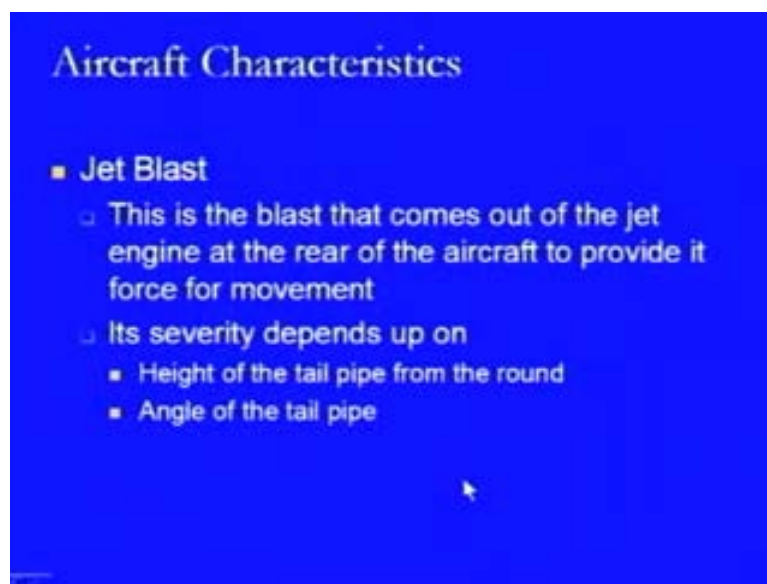 Aircraft Characteristics
Jet Blast
This is the blast that comes out of the jet
engine at the rear of the aircraft to provide it
force for movement
Its severity depends up on
Height of the tail pipe from the round
Angle of the tail pipe